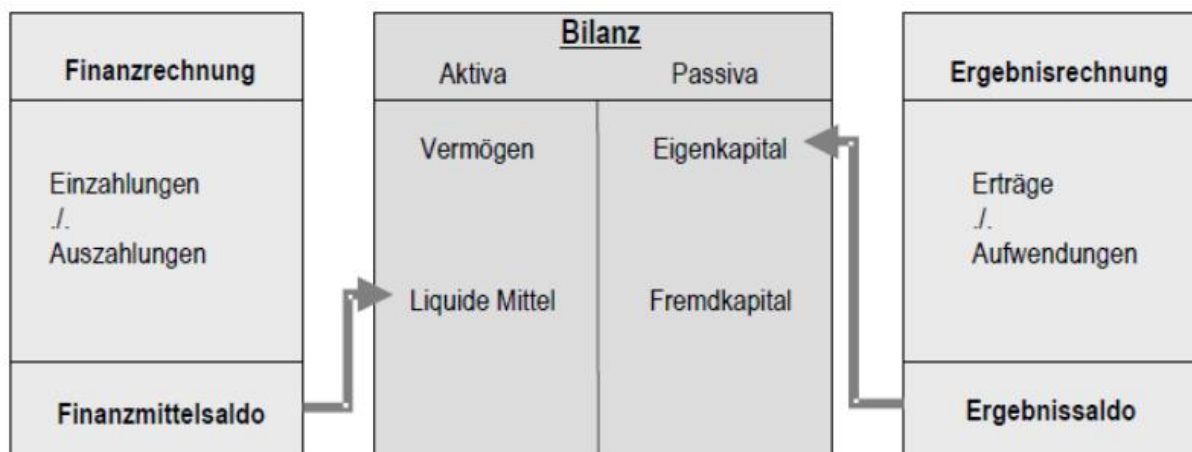 Finanzrechnung
Einzahlungen
./.
Auszahlungen
Finanzmittelsaldo
Bilanz
Aktiva Passiva
Vermögen Eigenkapital
Liquide Mittel Fremdkapital
Ergebnisrechnung
Erträge
./.
Aufwendungen
Ergebnissaldo